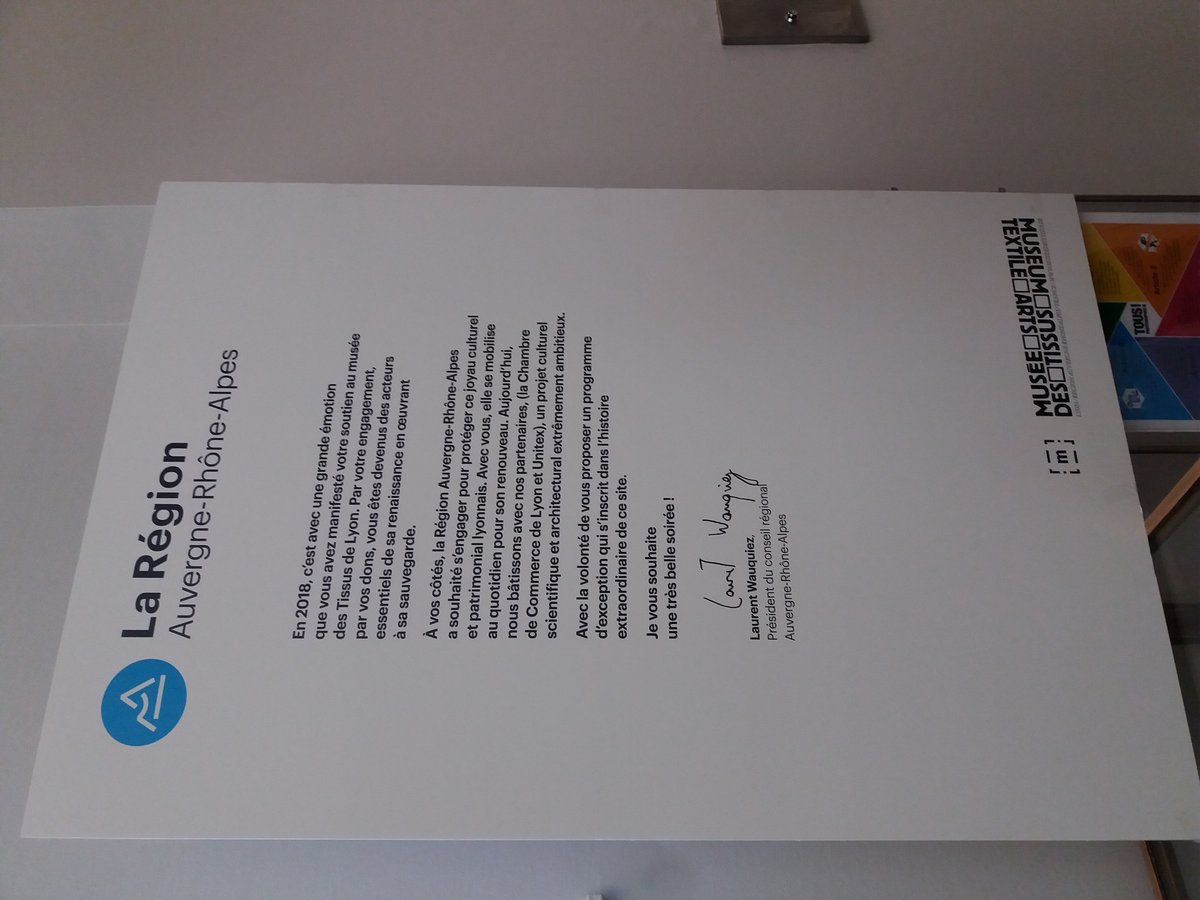 La Région
Auvergne-Rhône-Alpes
En 2018, c'est avec une grande émotion
que vous avez manifesté votre soutien au musée
des Tissus de Lyon. Par votre engagement,
par vos dons, vous êtes devenus des acteurs
essentiels de sa renaissance en œuvrant
à sa sauvegarde.
À vos côtés, la Région Auvergne-Rhône-Alpes
a souhaité s'engager pour protéger ce joyau culturel
et patrimonial lyonnais. Avec vous, elle se mobilise
au quotidien pour son renouveau. Aujourd'hui,
nous bâtissons avec nos partenaires, (la Chambre
de Commerce de Lyon et Unitex), un projet culturel
scientifique et architectural extrêmement ambitieux.
Avec la volonté de vous proposer un programme
d'exception qui s'inscrit dans l'histoire
extraordinaire de ce site.
Je vous souhaite
une très belle soirée !
Laurent Wauquiez
Laurent Wauquiez,
Président du conseil régional
Auvergne-Rhône-Alpes
[m]
MUSEE
DES TISSUS
MUSEUM
TEXTILE ARTS
TOUS!
Article 2